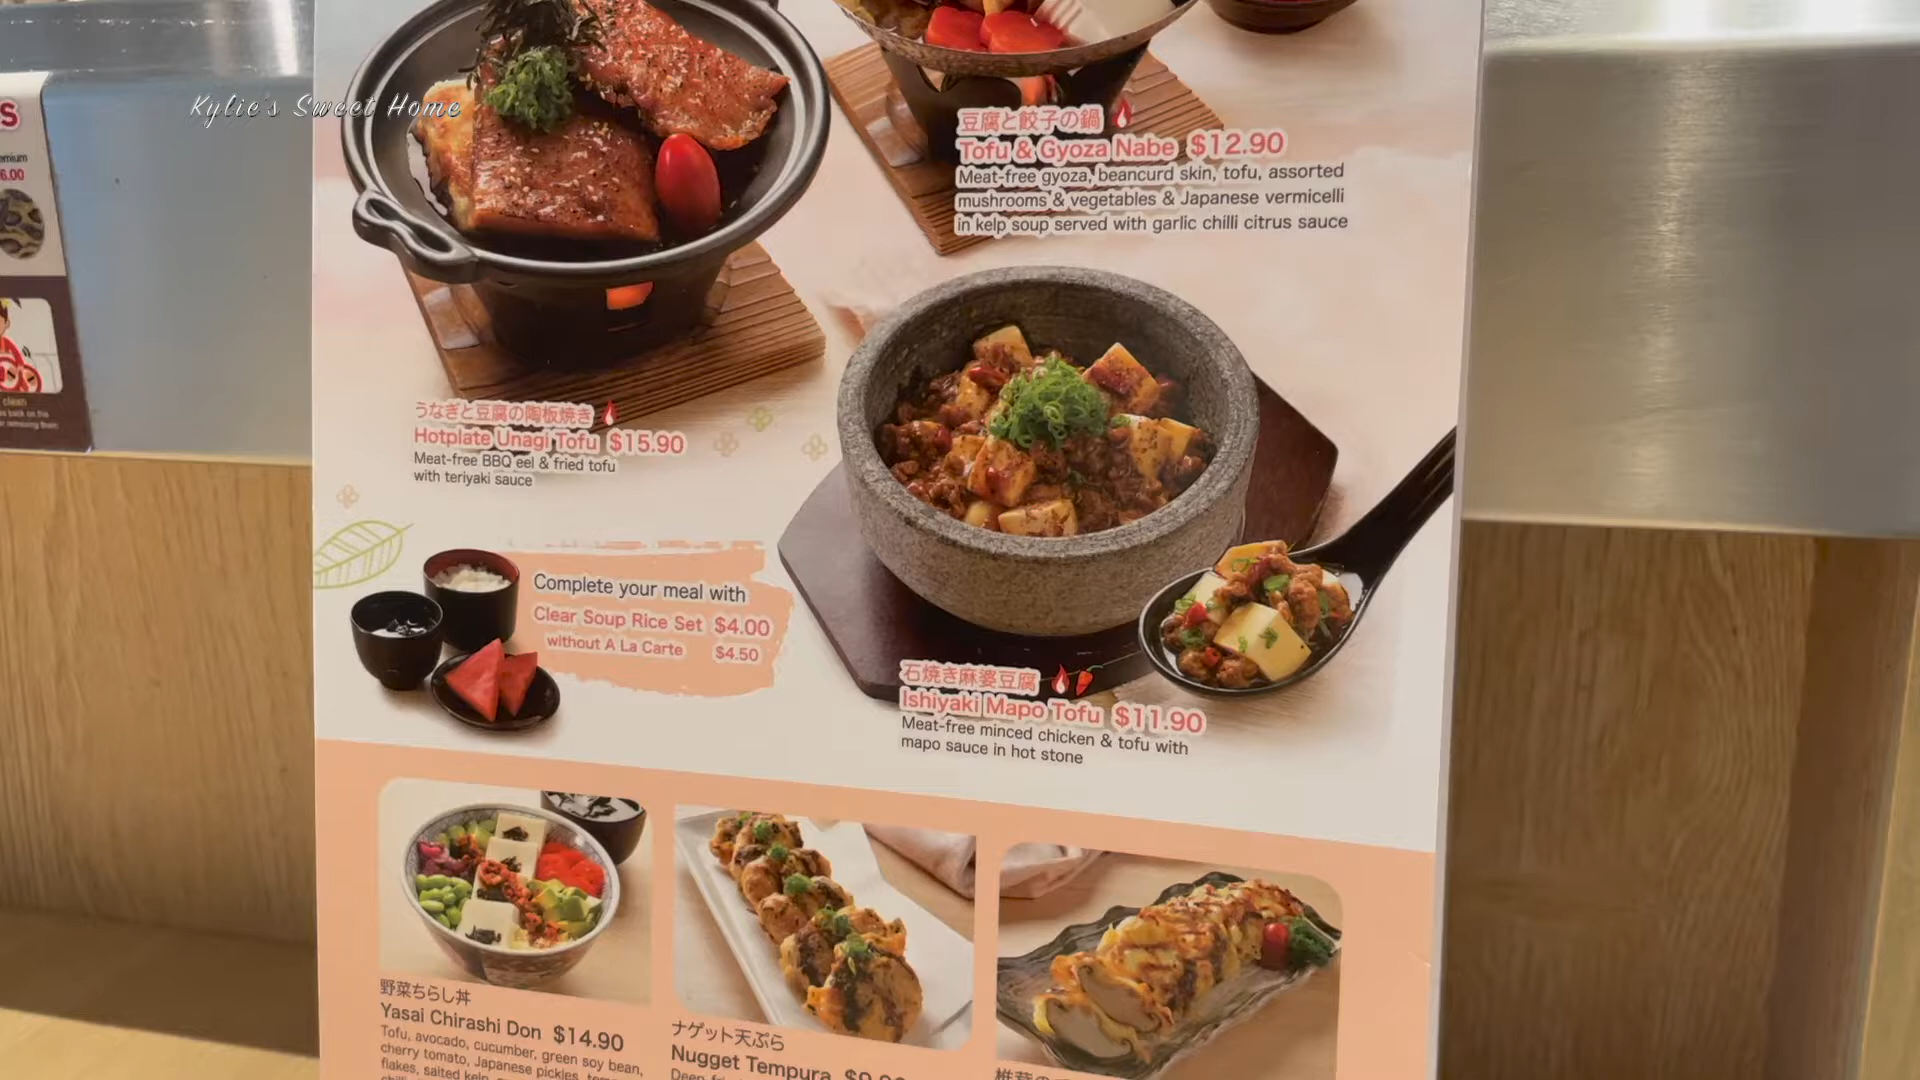 Kylie's Sweet Home
S
6.00
clean
豆腐と餃子の鍋
Tofu & Gyoza Nabe $12.90
Meat-free gyoza, beancurd skin, tofu, assorted
mushrooms & vegetables & Japanese vermicelli
in kelp soup served with garlic chilli citrus sauce
うなぎと豆腐の陶板焼き
Hotplate Unagi Tofu $15.90
Meat-free BBQ eel & fried tofu
with teriyaki sauce
Complete your meal with
Clear Soup Rice Set $4.00
without A La Carte $4.50
石焼き麻婆豆腐
Ishiyaki Mapo Tofu $11.90
Meat-free minced chicken & tofu with
mapo sauce in hot stone
野菜ちらし丼
Yasai Chirashi Don $14.90
Tofu, avocado, cucumber, green soy bean,
cherry tomato, Japanese pickles,
flakes, salted kelp,
ナゲット天ぷら
Nugget Tempura